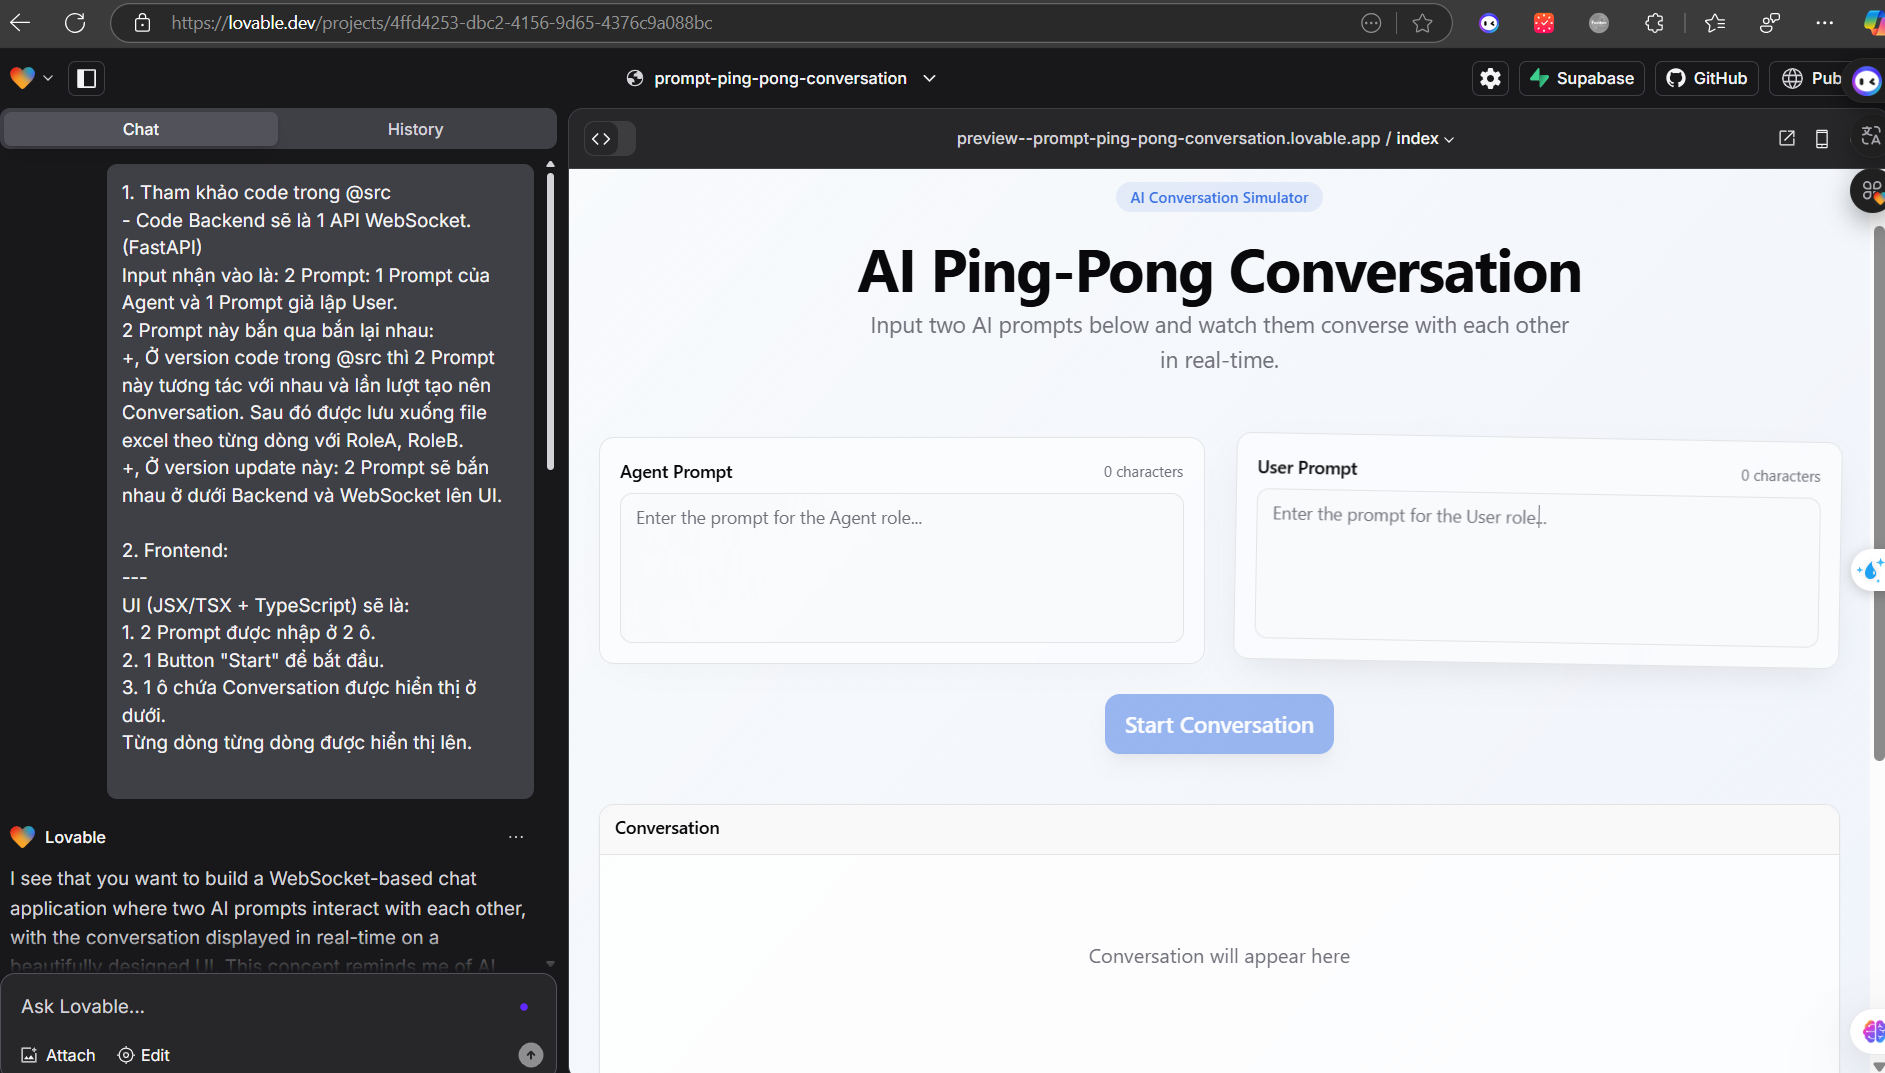 https://lovable.dev/projects/4ffd4253-dbc2-4156-9d65-4376c9a088bc
prompt-ping-pong-conversation
Supabase
GitHub
Pub
Chat
History
preview--prompt-ping-pong-conversation.lovable.app / index
1. Tham khảo code trong @src
- Code Backend sẽ là 1 API WebSocket.
(FastAPI)
Input nhận vào là: 2 Prompt: 1 Prompt của
Agent và 1 Prompt giả lập User.
2 Prompt này bắn qua bắn lại nhau:
+, Ở version code trong @src thì 2 Prompt
này tương tác với nhau và lần lượt tạo nên
Conversation. Sau đó được lưu xuống file
excel theo từng dòng với RoleA, RoleB.
+, Ở version update này: 2 Prompt sẽ bắn
nhau ở dưới Backend và WebSocket lên UI.
2. Frontend:
---
UI (JSX/TSX + TypeScript) sẽ là:
1. 2 Prompt được nhập ở 2 ô.
2. 1 Button "Start" để bắt đầu.
3. 1 ô chứa Conversation được hiển thị ở
dưới.
Từng dòng từng dòng được hiển thị lên.
Lovable
I see that you want to build a WebSocket-based chat
application where two AI prompts interact with each other,
with the conversation displayed in real-time on a
beautifully designed UI. This concept reminds me of AI
Ask Lovable...
Attach
Edit
AI Conversation Simulator
AI Ping-Pong Conversation
Input two AI prompts below and watch them converse with each other
in real-time.
Agent Prompt
0 characters
Enter the prompt for the Agent role...
User Prompt
0 characters
Enter the prompt for the User role...
Start Conversation
Conversation
Conversation will appear here